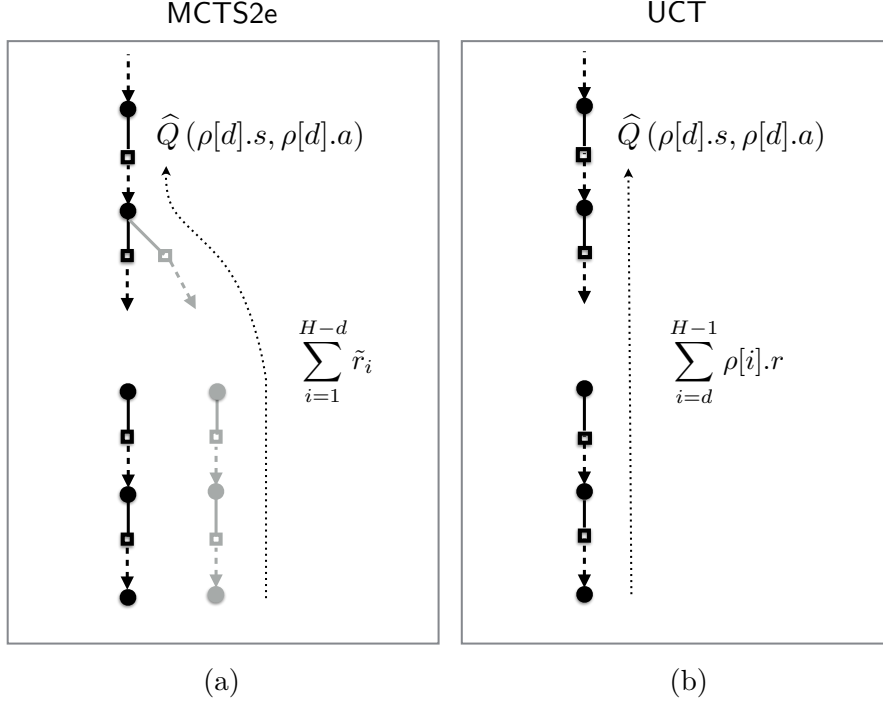 MCTS2e
UCT
Q̂ (ρ[d].s, ρ[d].a)
Q̂ (ρ[d].s, ρ[d].a)
H−d
∑ r̃ᵢ
i=1
H−1
∑ ρ[i].r
i=d
(a)
(b)